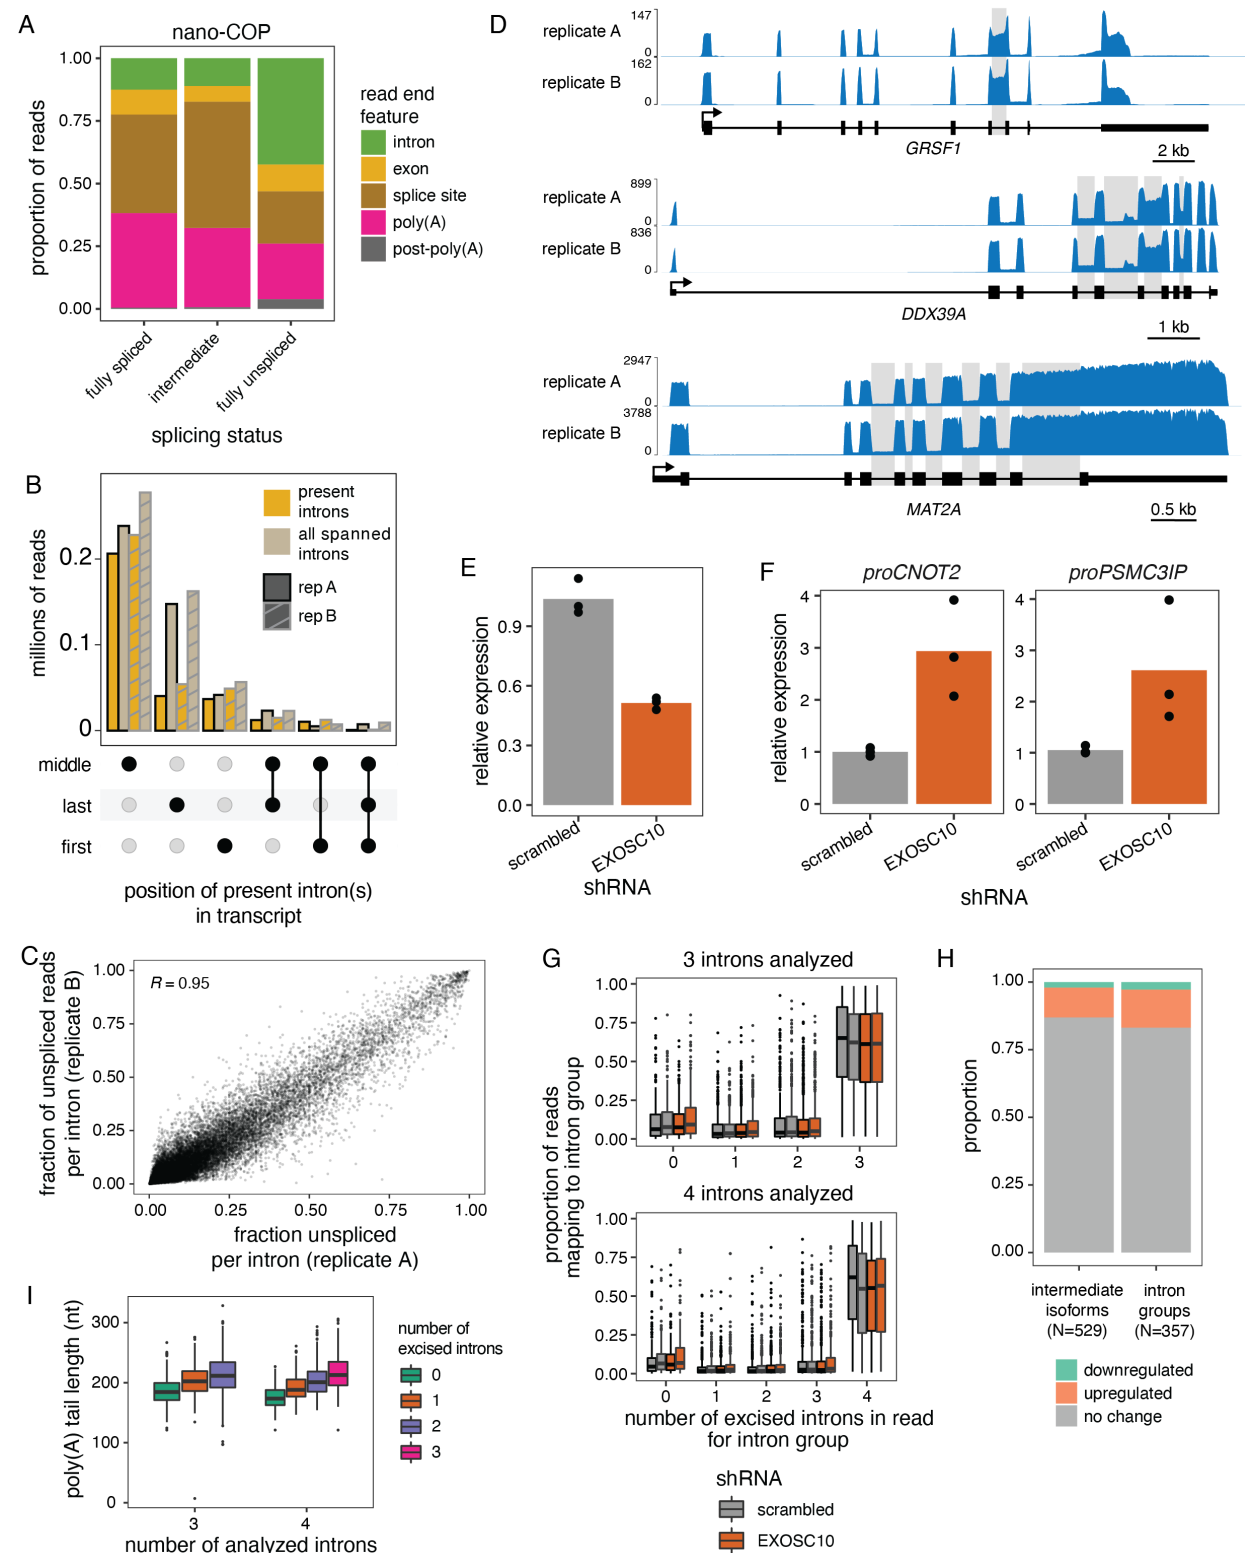 A
nano-COP
1.00
0.75
0.50
0.25
0.00
proportion of reads
fully spliced
intermediate
fully unspliced
splicing status
read end
feature
intron
exon
splice site
poly(A)
post-poly(A)
B
millions of reads
0.2
0.1
0
present
introns
all spanned
introns
rep A
rep B
middle
last
first
position of present intron(s)
in transcript
C
fraction of unspliced reads
per intron (replicate B)
R = 0.95
1.00
0.75
0.50
0.25
0.00
0.00
0.25
0.50
0.75
1.00
fraction unspliced
per intron (replicate A)
D
replicate A
147
0
replicate B
162
0
GRSF1
2 kb
replicate A
899
0
replicate B
836
0
DDX39A
1 kb
replicate A
2947
0
replicate B
3788
0
MAT2A
0.5 kb
E
relative expression
0.9
0.6
0.3
0.0
scrambled
EXOSC10
shRNA
F
proCNOT2
proPSMC3IP
relative expression
4
3
2
1
0
4
3
2
1
0
scrambled
EXOSC10
scrambled
EXOSC10
shRNA
G
3 introns analyzed
1.00
0.75
0.50
0.25
0.00
0
1
2
3
proportion of reads
mapping to intron group
4 introns analyzed
1.00
0.75
0.50
0.25
0.00
0
1
2
3
4
number of excised introns in read
for intron group
shRNA
scrambled
EXOSC10
H
proportion
1.00
0.75
0.50
0.25
0.00
intermediate
isoforms
(N=529)
intron
groups
(N=357)
downregulated
upregulated
no change
I
poly(A) tail length (nt)
300
200
100
0
3
4
number of analyzed introns
number of
excised introns
0
1
2
3